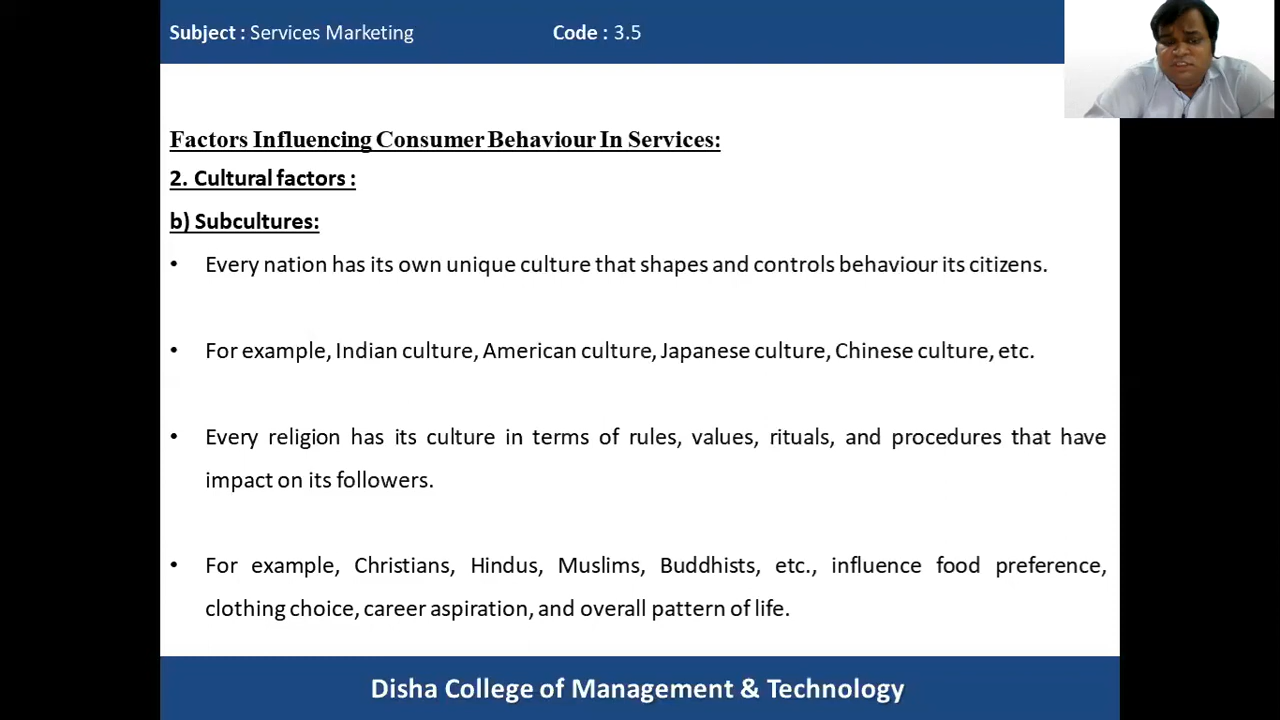 Subject : Services Marketing Code : 3.5
Factors Influencing Consumer Behaviour In Services:
2. Cultural factors :
b) Subcultures:
• Every nation has its own unique culture that shapes and controls behaviour its citizens.
• For example, Indian culture, American culture, Japanese culture, Chinese culture, etc.
• Every religion has its culture in terms of rules, values, rituals, and procedures that have
impact on its followers.
• For example, Christians, Hindus, Muslims, Buddhists, etc., influence food preference,
clothing choice, career aspiration, and overall pattern of life.
Disha College of Management & Technology